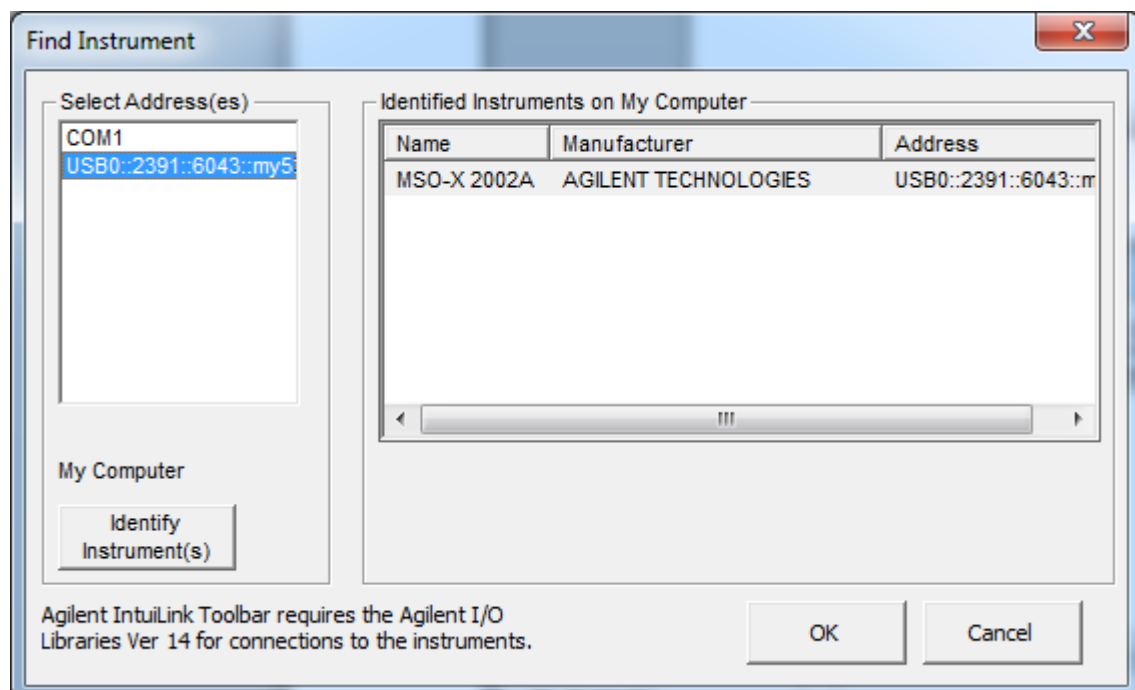 Find Instrument
Select Address(es)
COM1
USB0::2391::6043::my5
My Computer
Identify
Instrument(s)
Identified Instruments on My Computer
Name Manufacturer Address
MSO-X 2002A AGILENT TECHNOLOGIES USB0::2391::6043::m
Agilent IntuiLink Toolbar requires the Agilent I/O
Libraries Ver 14 for connections to the instruments.
OK Cancel